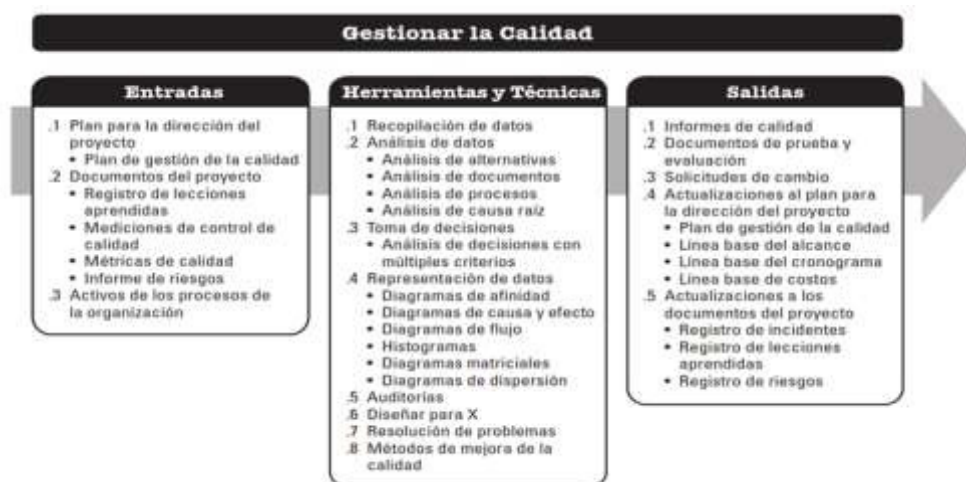 Gestionar la Calidad
Entradas
.1 Plan para la dirección del
proyecto
• Plan de gestión de la calidad
.2 Documentos del proyecto
• Registro de lecciones
aprendidas
• Mediciones de control de
calidad
• Métricas de calidad
• Informe de riesgos
.3 Activos de los procesos de
la organización
Herramientas y Técnicas
.1 Recopilación de datos
.2 Análisis de datos
• Análisis de alternativas
• Análisis de documentos
• Análisis de procesos
• Análisis de causa raíz
.3 Toma de decisiones
• Análisis de decisiones con
múltiples criterios
.4 Representación de datos
• Diagramas de afinidad
• Diagramas de causa y efecto
• Diagramas de flujo
• Histogramas
• Diagramas matriciales
• Diagramas de dispersión
.5 Auditorías
.6 Diseñar para X
.7 Resolución de problemas
.8 Métodos de mejora de la
calidad
Salidas
.1 Informes de calidad
.2 Documentos de prueba y
evaluación
.3 Solicitudes de cambio
.4 Actualizaciones al plan para
la dirección del proyecto
• Plan de gestión de la calidad
• Línea base del alcance
• Línea base del cronograma
• Línea base de costos
.5 Actualizaciones a los
documentos del proyecto
• Registro de incidentes
• Registro de lecciones
aprendidas
• Registro de riesgos